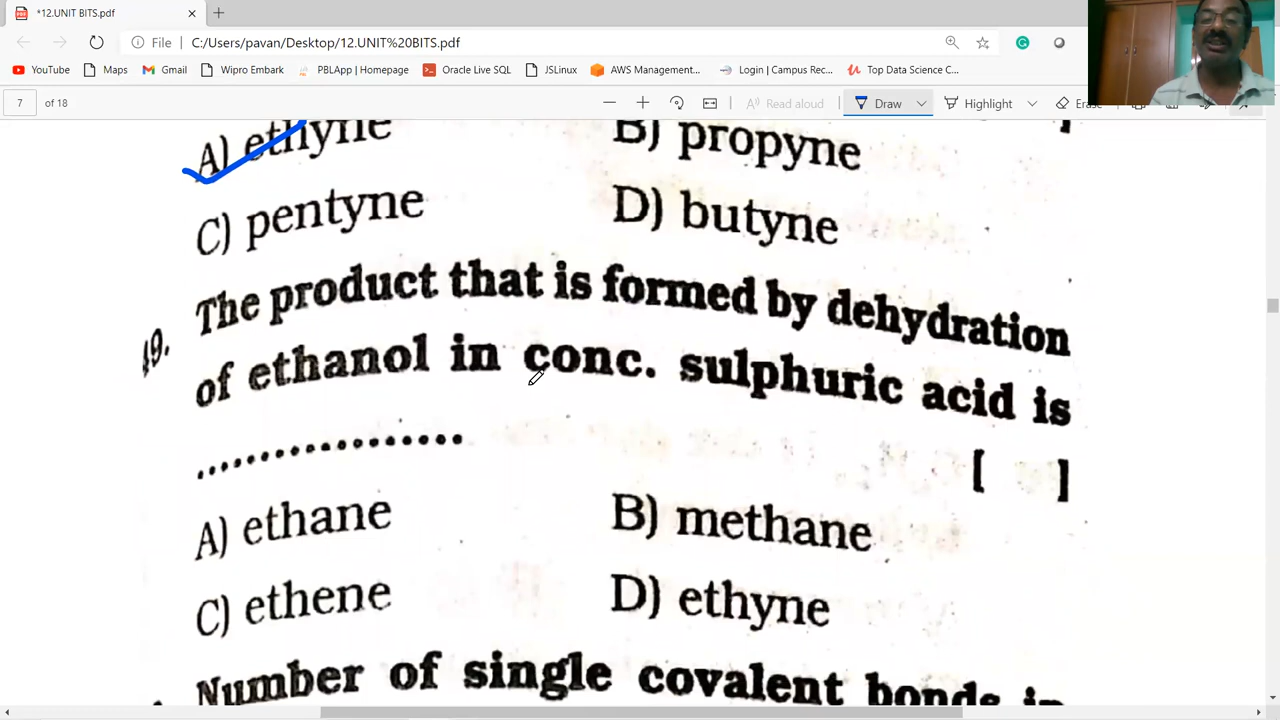 *12.UNIT BITS.pdf
File C:/Users/pavan/Desktop/12.UNIT%20BITS.pdf
YouTube Maps Gmail Wipro Embark PBLApp | Homepage Oracle Live SQL JSLinux AWS Management... Login | Campus Rec... Top Data Science C...
7 of 18 Read aloud Draw Highlight Erase
A) ethyne B) propyne ]
C) pentyne D) butyne
49. The product that is formed by dehydration
of ethanol in conc. sulphuric acid is
.................. [ ]
A) ethane B) methane
C) ethene D) ethyne
Number of single covalent bonds in